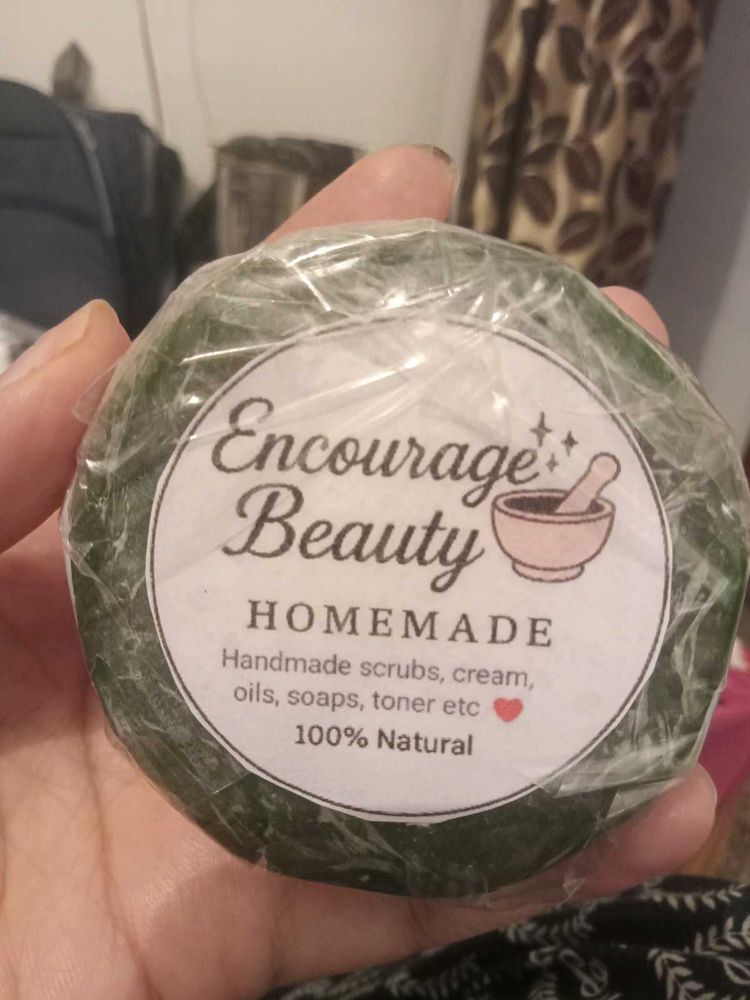 Encourage
Beauty
HOMEMADE
Handmade scrubs, cream,
oils, soaps, toner etc ❤
100% Natural